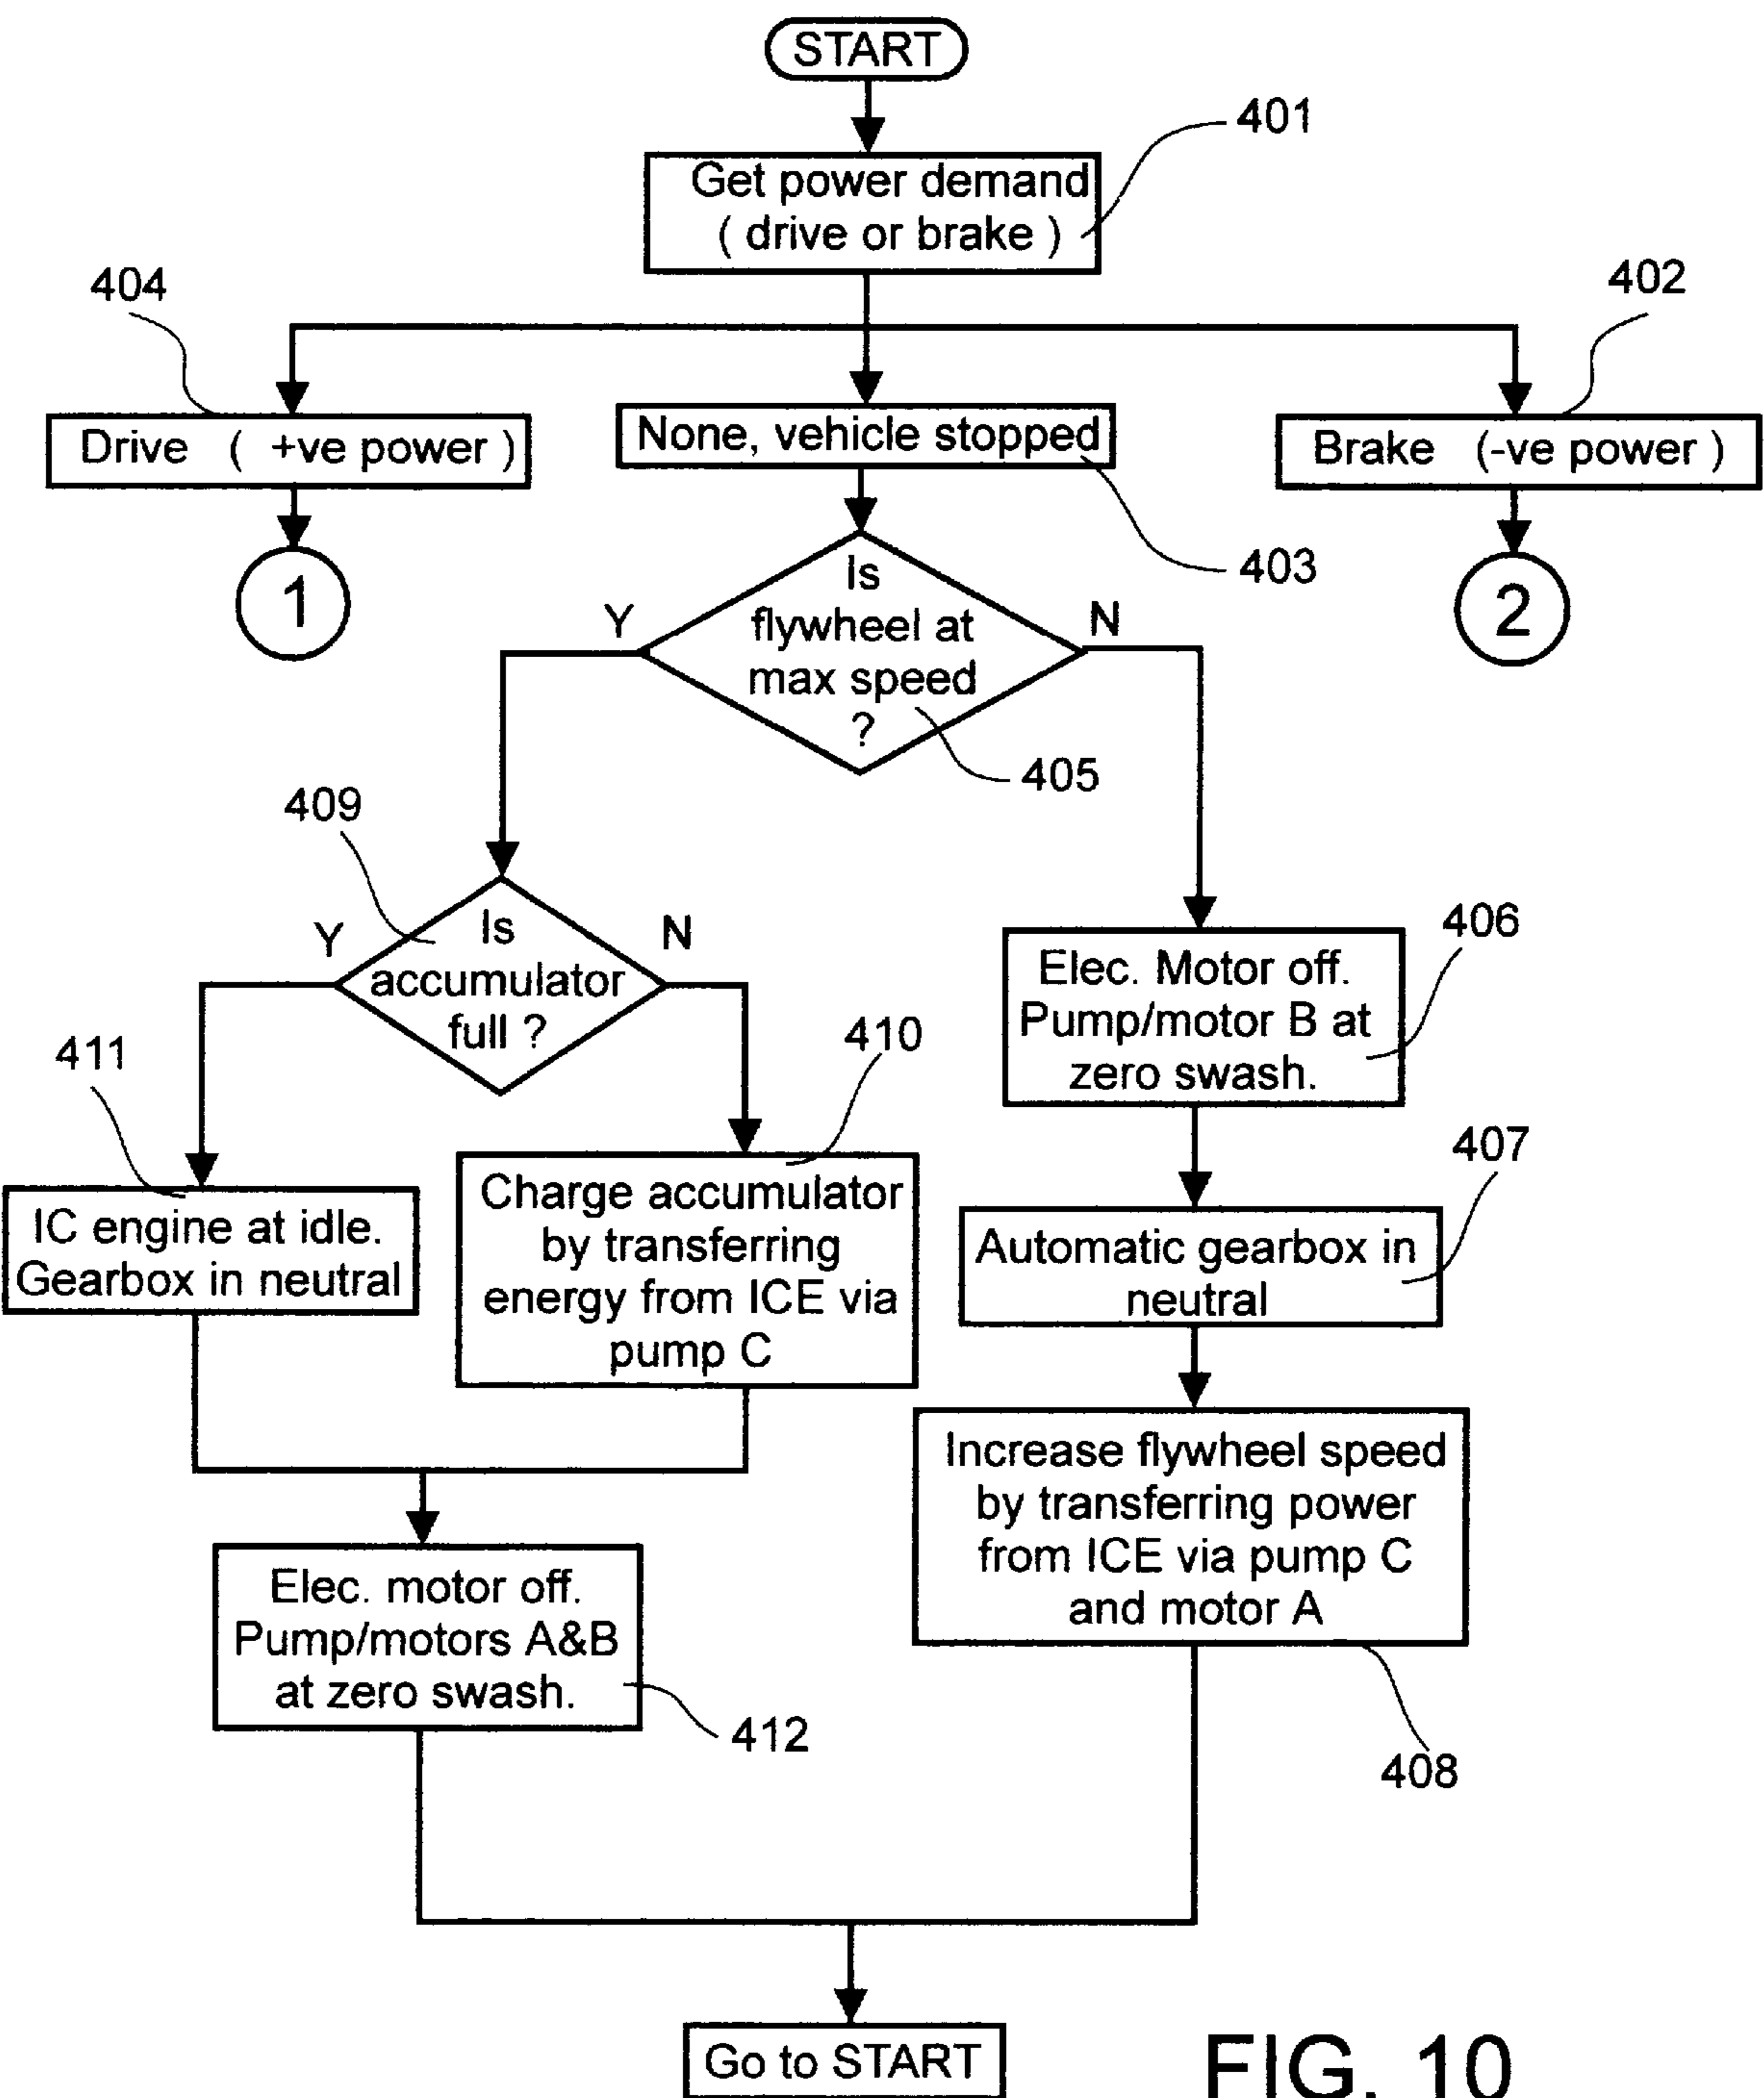 START
401
Get power demand
( drive or brake )
404
402
Drive ( +ve power )
None, vehicle stopped
Brake (-ve power )
403
1
2
Is
flywheel at
max speed
?
Y
N
405
409
Is
accumulator
full ?
Y
N
406
Elec. Motor off.
Pump/motor B at
zero swash.
411
410
407
IC engine at idle.
Gearbox in neutral
Charge accumulator
by transferring
energy from ICE via
pump C
Automatic gearbox in
neutral
Increase flywheel speed
by transferring power
from ICE via pump C
and motor A
Elec. motor off.
Pump/motors A&B
at zero swash.
412
408
Go to START
FIG. 10